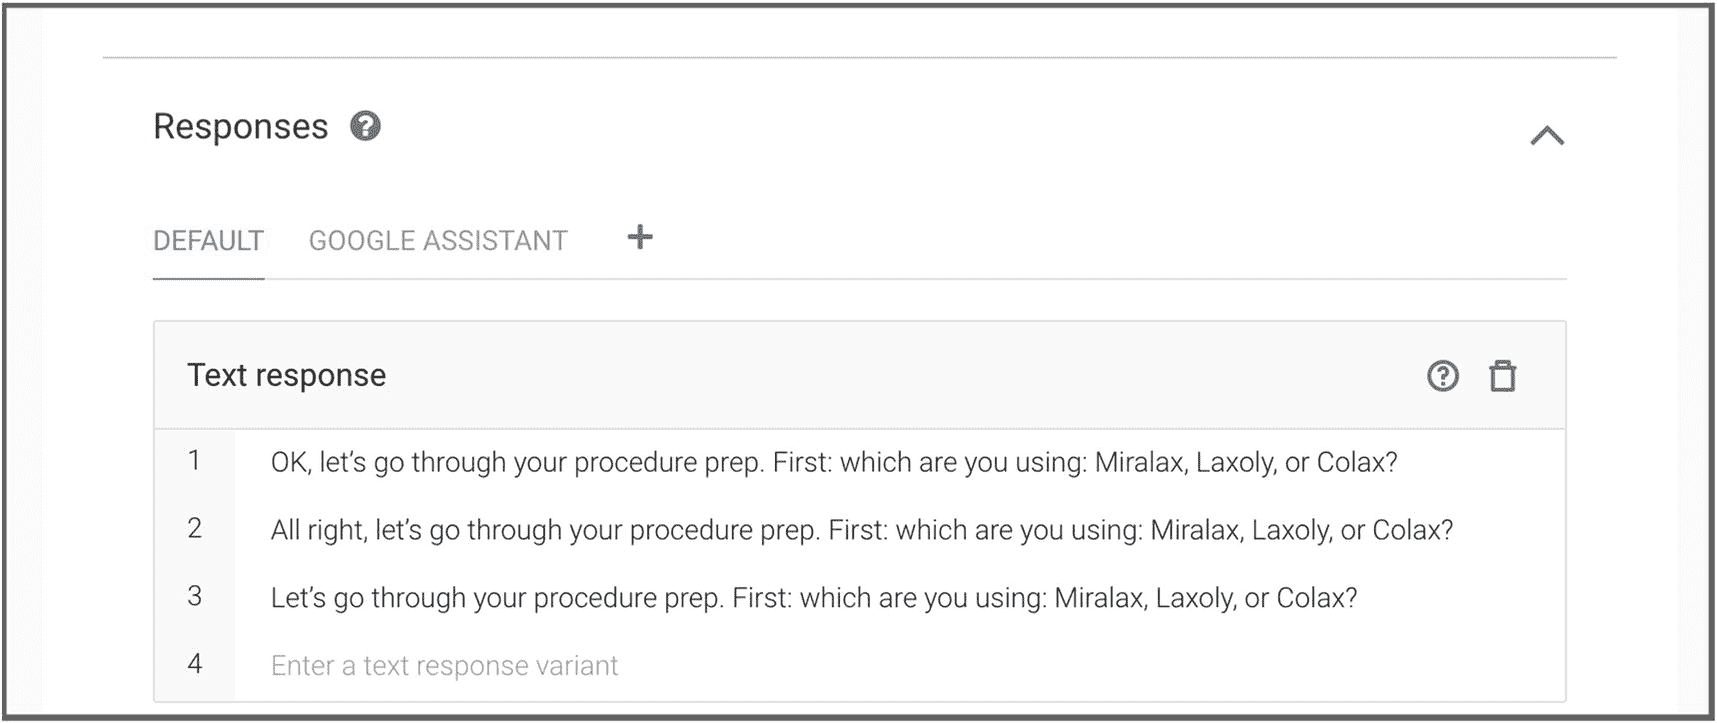 Responses
DEFAULT GOOGLE ASSISTANT +
Text response
1 OK, let’s go through your procedure prep. First: which are you using: Miralax, Laxoly, or Colax?
2 All right, let’s go through your procedure prep. First: which are you using: Miralax, Laxoly, or Colax?
3 Let’s go through your procedure prep. First: which are you using: Miralax, Laxoly, or Colax?
4 Enter a text response variant